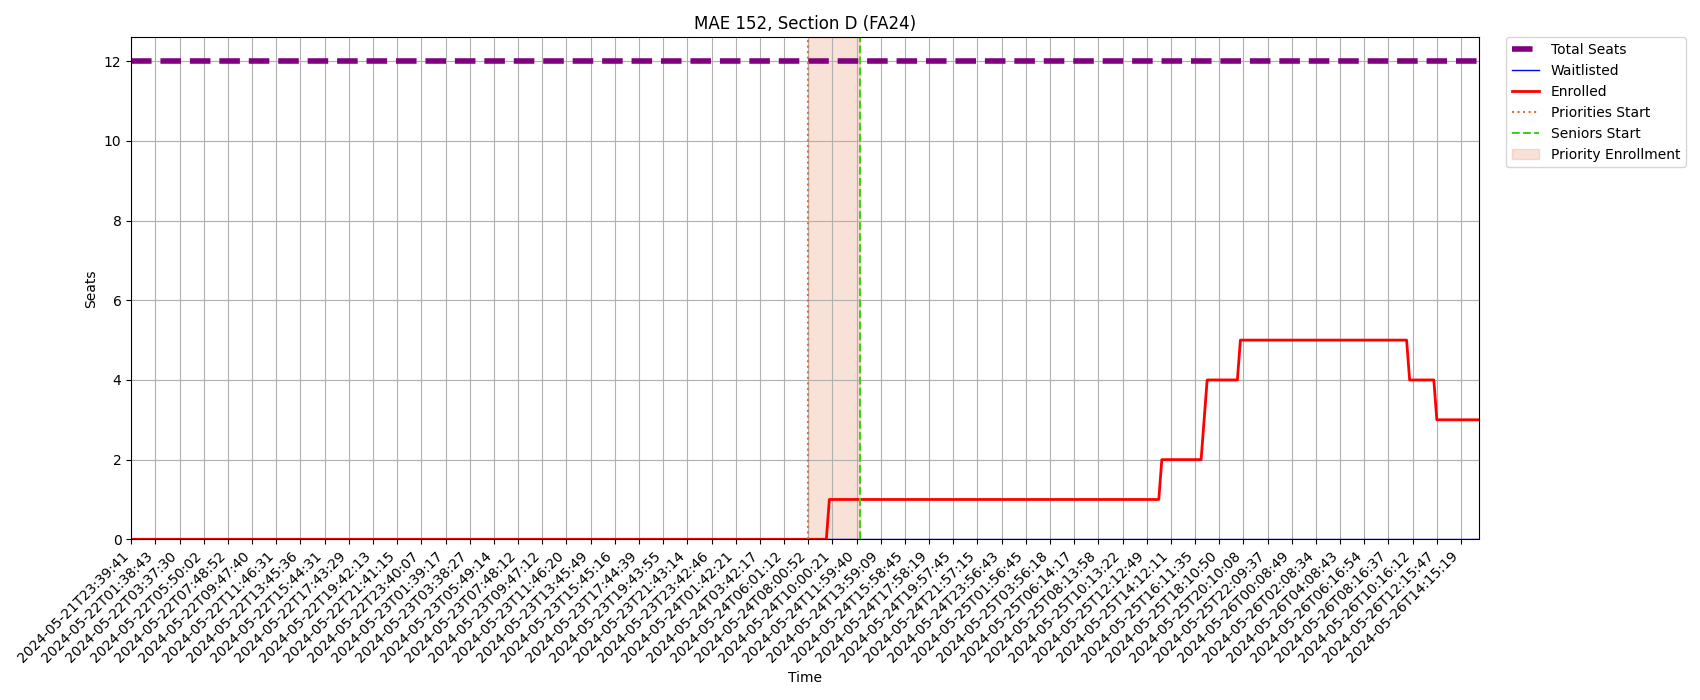 MAE 152, Section D (FA24)
Total Seats
Waitlisted
Enrolled
Priorities Start
Seniors Start
Priority Enrollment
Seats
12
10
8
6
4
2
0
2024-05-21T23:39:41
2024-05-22T01:38:43
2024-05-22T03:37:30
2024-05-22T05:50:02
2024-05-22T07:48:52
2024-05-22T09:47:40
2024-05-22T11:46:31
2024-05-22T13:45:36
2024-05-22T15:44:31
2024-05-22T17:43:29
2024-05-22T19:42:13
2024-05-22T21:41:15
2024-05-22T23:40:07
2024-05-23T01:39:17
2024-05-23T03:38:27
2024-05-23T05:49:14
2024-05-23T07:48:12
2024-05-23T09:47:12
2024-05-23T11:46:20
2024-05-23T13:45:49
2024-05-23T15:45:16
2024-05-23T17:44:39
2024-05-23T19:43:55
2024-05-23T21:43:14
2024-05-23T23:42:46
2024-05-24T01:42:21
2024-05-24T03:42:17
2024-05-24T06:01:12
2024-05-24T08:00:52
2024-05-24T10:00:21
2024-05-24T11:59:40
2024-05-24T13:59:09
2024-05-24T15:58:45
2024-05-24T17:58:19
2024-05-24T19:57:45
2024-05-24T21:57:15
2024-05-24T23:56:43
2024-05-25T01:56:45
2024-05-25T03:56:18
2024-05-25T06:14:17
2024-05-25T08:13:58
2024-05-25T10:13:22
2024-05-25T12:12:49
2024-05-25T14:12:11
2024-05-25T16:11:35
2024-05-25T18:10:50
2024-05-25T20:10:08
2024-05-25T22:09:37
2024-05-26T00:08:49
2024-05-26T02:08:34
2024-05-26T04:08:43
2024-05-26T06:16:54
2024-05-26T08:16:37
2024-05-26T10:16:12
2024-05-26T12:15:47
2024-05-26T14:15:19
Time